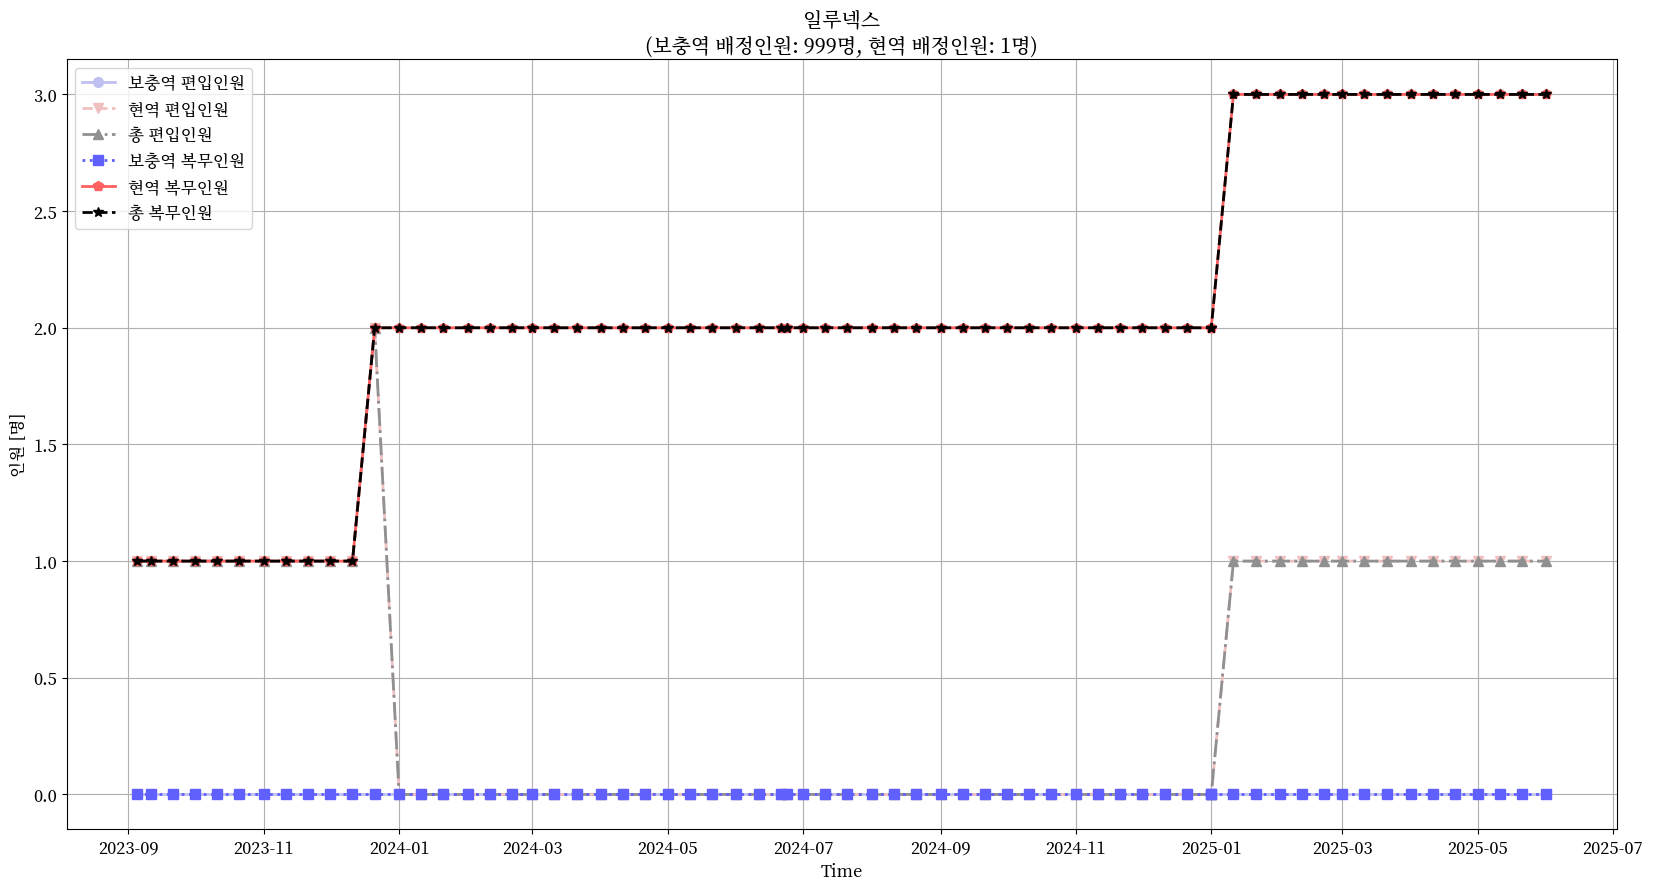 일루넥스
(보충역 배정인원: 999명, 현역 배정인원: 1명)
보충역 편입인원
현역 편입인원
총 편입인원
보충역 복무인원
현역 복무인원
총 복무인원
3.0
2.5
2.0
1.5
1.0
0.5
0.0
인원 [명]
2023-09 2023-11 2024-01 2024-03 2024-05 2024-07 2024-09 2024-11 2025-01 2025-03 2025-05 2025-07
Time